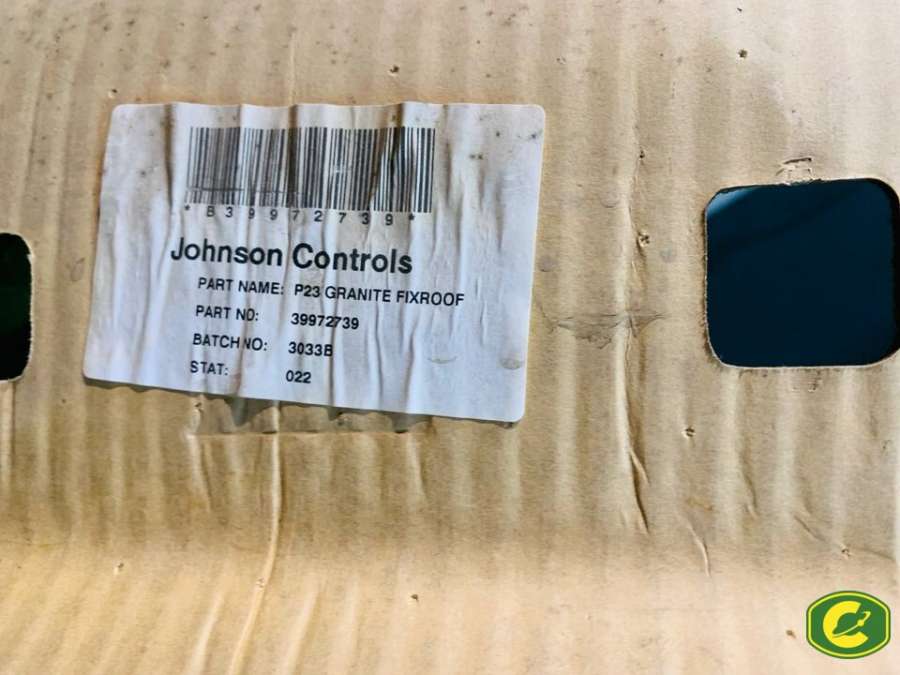 *B39972739*
Johnson Controls
PART NAME: P23 GRANITE FIXROOF
PART NO: 39972739
BATCH NO: 3033B
STAT: 022